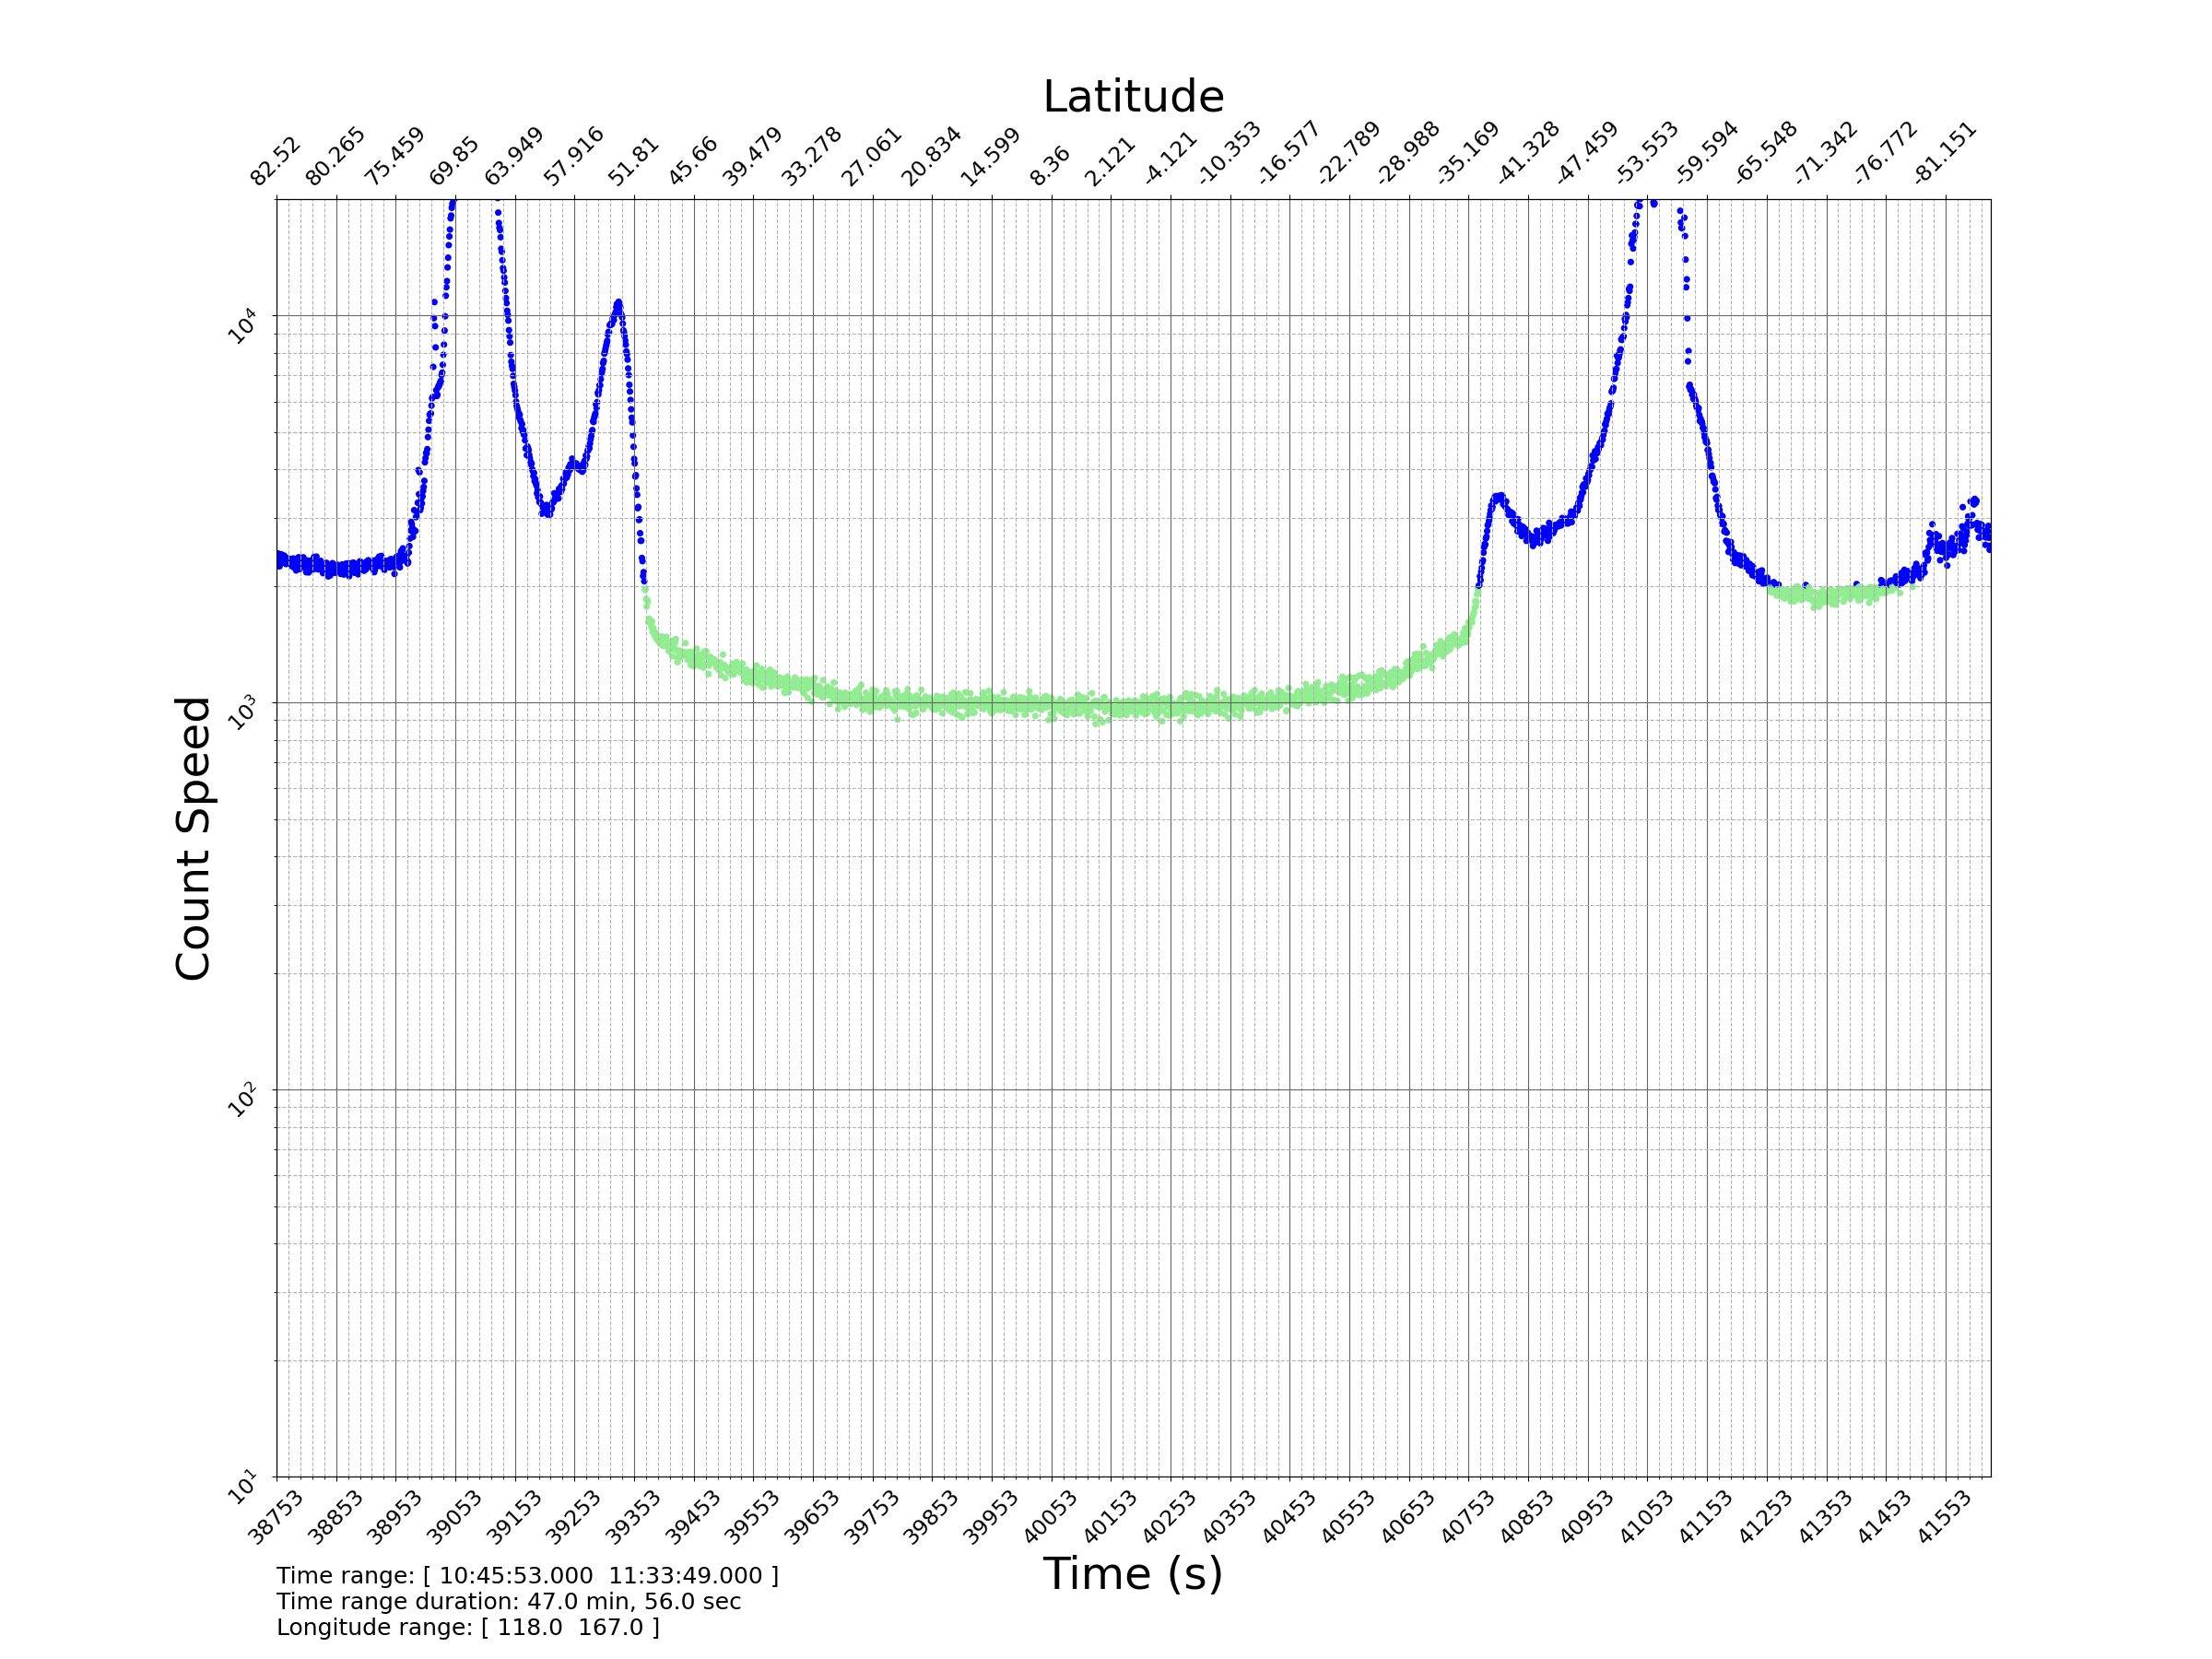 Latitude
82.52 80.265 75.459 69.85 63.949 57.916 51.81 45.66 39.479 33.278 27.061 20.834 14.599 8.36 2.121 -4.121 -10.353 -16.577 -22.789 -28.988 -35.169 -41.328 -47.459 -53.553 -59.594 -65.548 -71.342 -76.772 -81.151
10^4
10^3
Count Speed
10^2
10^1
38753 38853 38953 39053 39153 39253 39353 39453 39553 39653 39753 39853 39953 40053 40153 40253 40353 40453 40553 40653 40753 40853 40953 41053 41153 41253 41353 41453 41553
Time (s)
Time range: [ 10:45:53.000  11:33:49.000 ]
Time range duration: 47.0 min, 56.0 sec
Longitude range: [ 118.0  167.0 ]